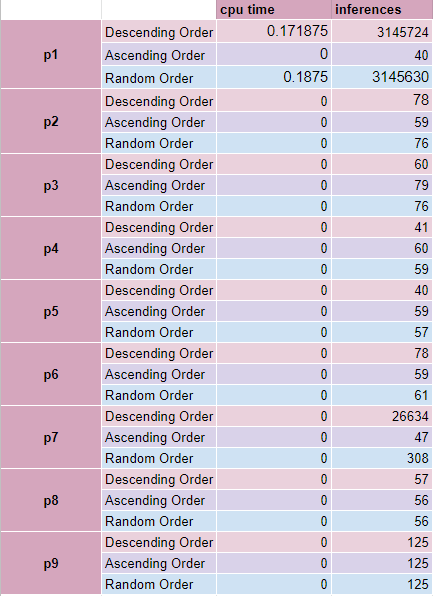 cpu time inferences
p1 Descending Order 0.171875 3145724
Ascending Order 0 40
Random Order 0.1875 3145630
p2 Descending Order 0 78
Ascending Order 0 59
Random Order 0 76
p3 Descending Order 0 60
Ascending Order 0 79
Random Order 0 76
p4 Descending Order 0 41
Ascending Order 0 60
Random Order 0 59
p5 Descending Order 0 40
Ascending Order 0 59
Random Order 0 57
p6 Descending Order 0 78
Ascending Order 0 59
Random Order 0 61
p7 Descending Order 0 26634
Ascending Order 0 47
Random Order 0 308
p8 Descending Order 0 57
Ascending Order 0 56
Random Order 0 56
p9 Descending Order 0 125
Ascending Order 0 125
Random Order 0 125